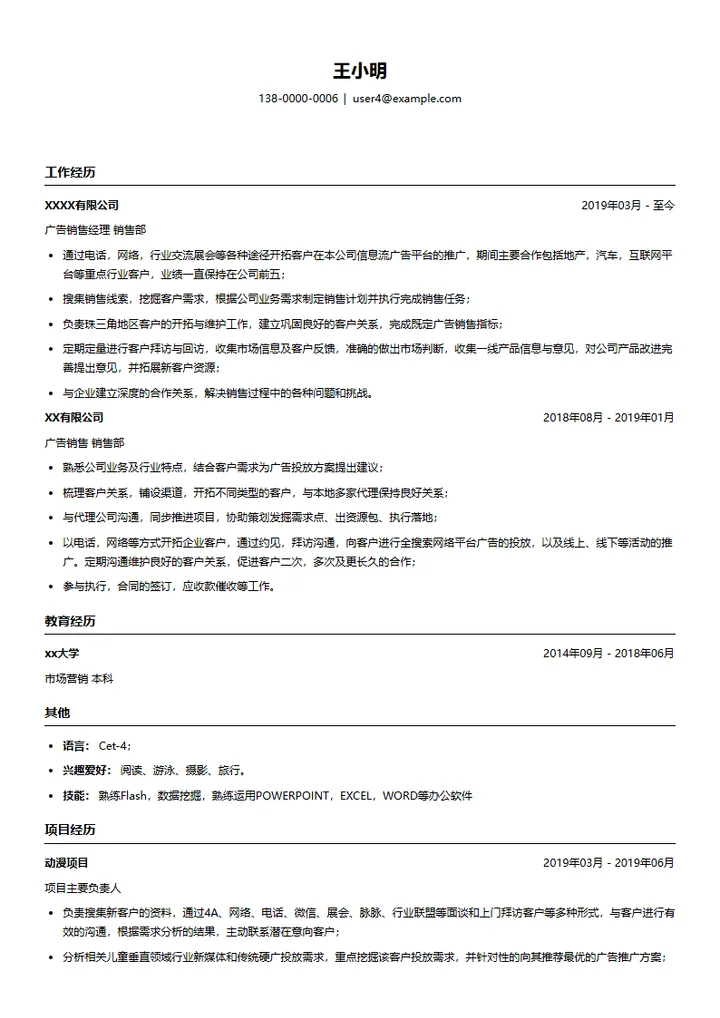 王小明
138-0000-0006 | user4@example.com
工作经历
XXXX有限公司 2019年03月 - 至今
广告销售经理 销售部
• 通过电话，网络，行业交流展会等各种途径开拓客户在本公司信息流广告平台的推广，期间主要合作包括地产，汽车，互联网平
台等重点行业客户，业绩一直保持在公司前五；
• 搜集销售线索，挖掘客户需求，根据公司业务需求制定销售计划并执行完成销售任务；
• 负责珠三角地区客户的开拓与维护工作，建立巩固良好的客户关系，完成既定广告销售指标；
• 定期定量进行客户拜访与回访，收集市场信息及客户反馈，准确的做出市场判断，收集一线产品信息与意见，对公司产品改进完
善提出意见，并拓展新客户资源；
• 与企业建立深度的合作关系，解决销售过程中的各种问题和挑战。
XX有限公司 2018年08月 - 2019年01月
广告销售 销售部
• 熟悉公司业务及行业特点，结合客户需求为广告投放方案提出建议；
• 梳理客户关系，铺设渠道，开拓不同类型的客户，与本地多家代理保持良好关系；
• 与代理公司沟通，同步推进项目，协助策划发掘需求点、出资源包、执行落地；
• 以电话，网络等方式开拓企业客户，通过约见，拜访沟通，向客户进行全搜索网络平台广告的投放，以及线上、线下等活动的推
广。定期沟通维护良好的客户关系，促进客户二次，多次及更长久的合作；
• 参与执行，合同的签订，应收款催收等工作。
教育经历
xx大学 2014年09月 - 2018年06月
市场营销 本科
其他
• 语言： Cet-4；
• 兴趣爱好： 阅读、游泳、摄影、旅行。
• 技能： 熟练Flash，数据挖掘，熟练运用POWERPOINT，EXCEL，WORD等办公软件
项目经历
动漫项目 2019年03月 - 2019年06月
项目主要负责人
• 负责搜集新客户的资料，通过4A、网络、电话、微信、展会、脉脉、行业联盟等面谈和上门拜访客户等多种形式，与客户进行有
效的沟通，根据需求分析的结果，主动联系潜在意向客户；
• 分析相关儿童垂直领域行业新媒体和传统硬广投放需求，重点挖掘该客户投放需求，并针对性的向其推荐最优的广告推广方案；